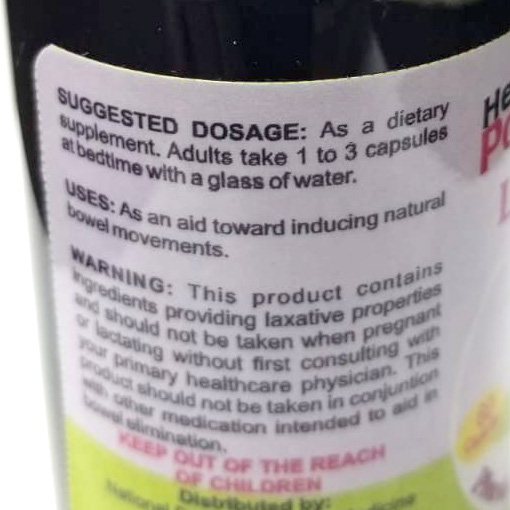 SUGGESTED DOSAGE: As a dietary
supplement. Adults take 1 to 3 capsules
at bedtime with a glass of water.
USES: As an aid toward inducing natural
bowel movements.
WARNING: This product contains
ingredients providing laxative properties
and should not be taken when pregnant
or lactating without first consulting with
your primary healthcare physician. This
product should not be taken in conjuntion
with other medication intended to aid in
bowel elimination.
KEEP OUT OF THE REACH
OF CHILDREN
Distributed by:
National